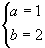 a = 1
b = 2